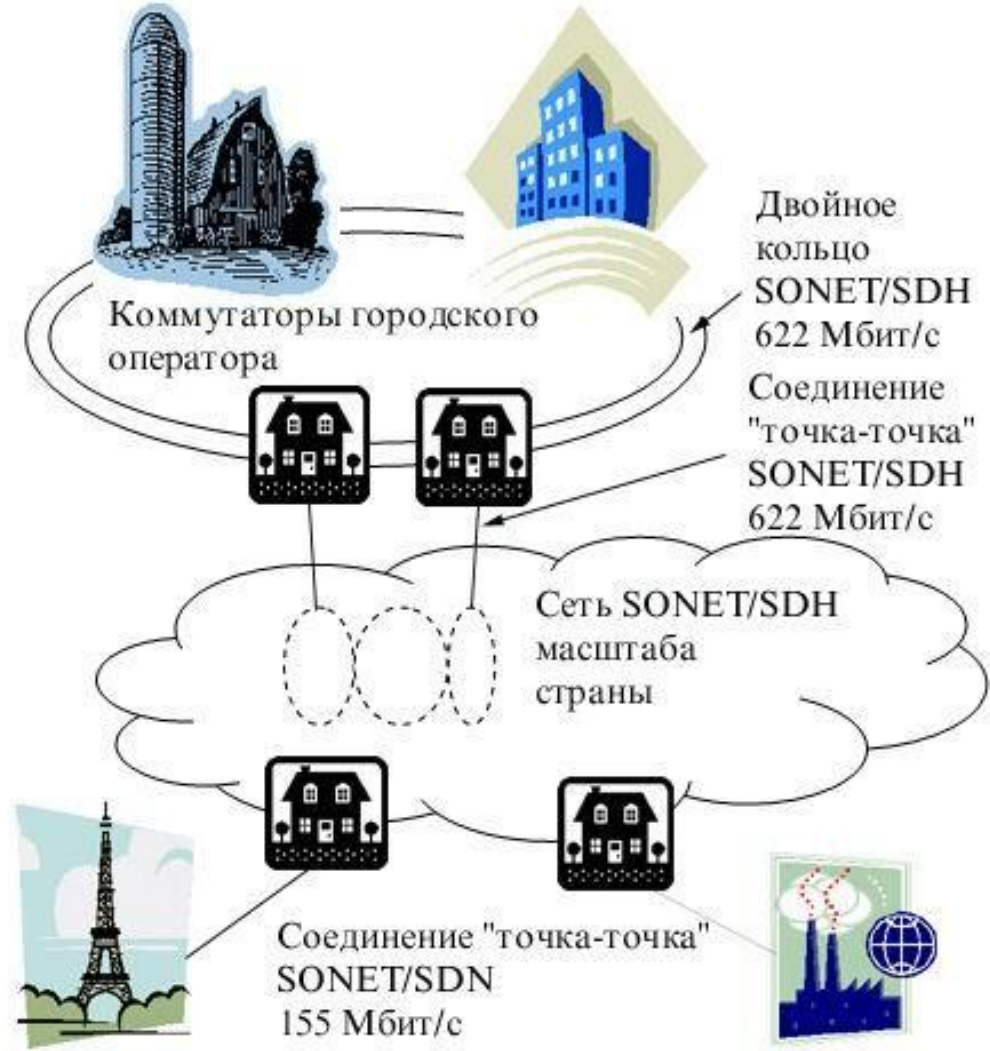 Двойное
кольцо
SONET/SDH
622 Мбит/с
Коммутаторы городского
оператора
Соединение
"точка-точка"
SONET/SDH
622 Мбит/с
Сеть SONET/SDH
масштаба
страны
Соединение "точка-точка"
SONET/SDN
155 Мбит/с